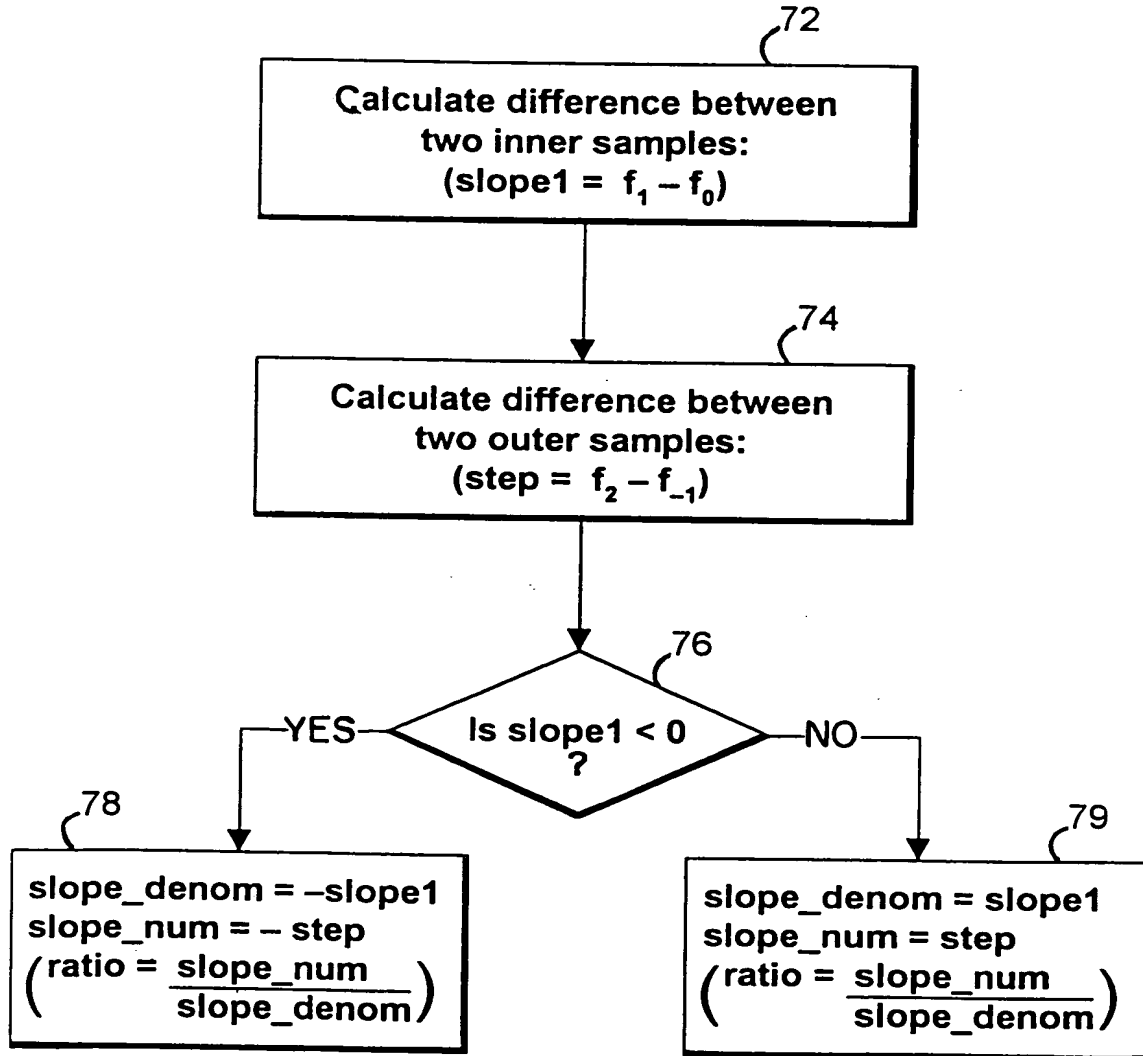 72
Calculate difference between
two inner samples:
(slope1 = f₁ – f₀)
74
Calculate difference between
two outer samples:
(step = f₂ – f₋₁)
76
Is slope1 < 0
?
YES
NO
78
slope_denom = –slope1
slope_num = – step
(ratio = slope_num
slope_denom)
79
slope_denom = slope1
slope_num = step
(ratio = slope_num
slope_denom)